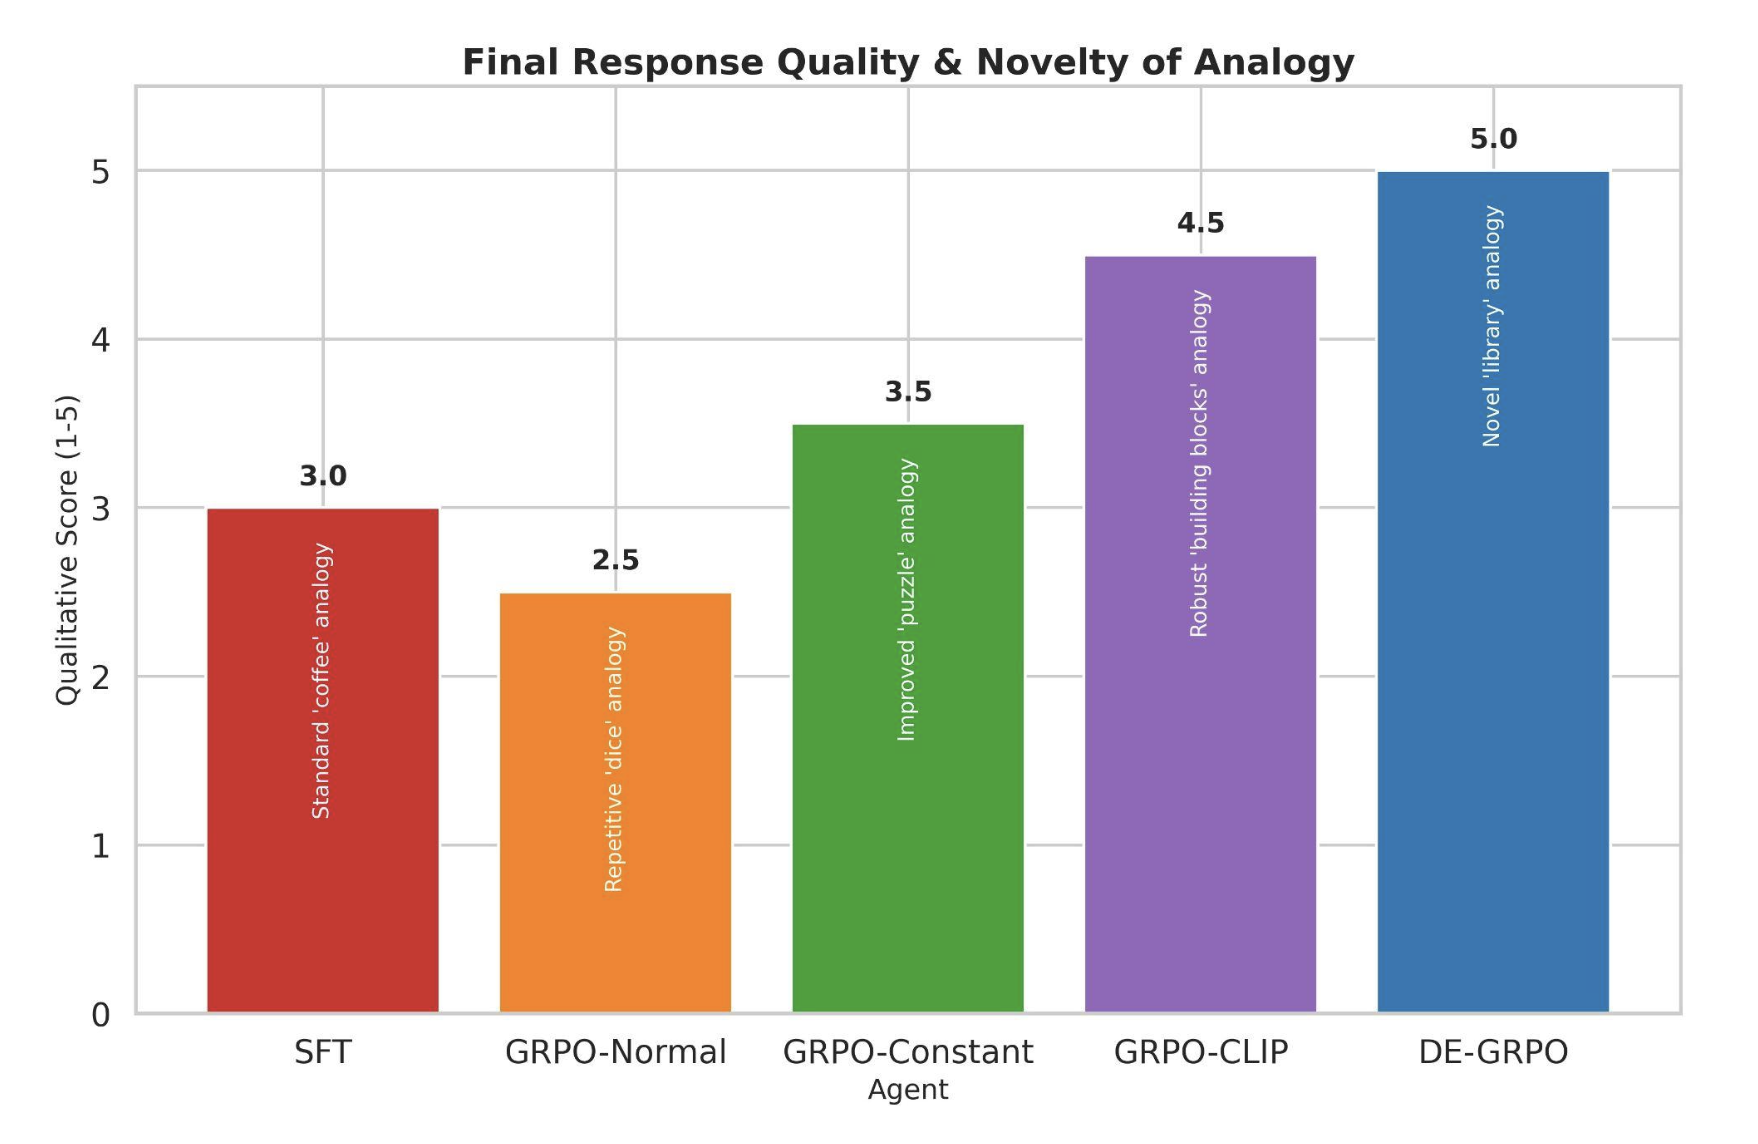 Final Response Quality & Novelty of Analogy
Qualitative Score (1-5)
5
4
3
2
1
0
3.0
2.5
3.5
4.5
5.0
Standard 'coffee' analogy
Repetitive 'dice' analogy
Improved 'puzzle' analogy
Robust 'building blocks' analogy
Novel 'library' analogy
SFT
GRPO-Normal
GRPO-Constant
GRPO-CLIP
DE-GRPO
Agent